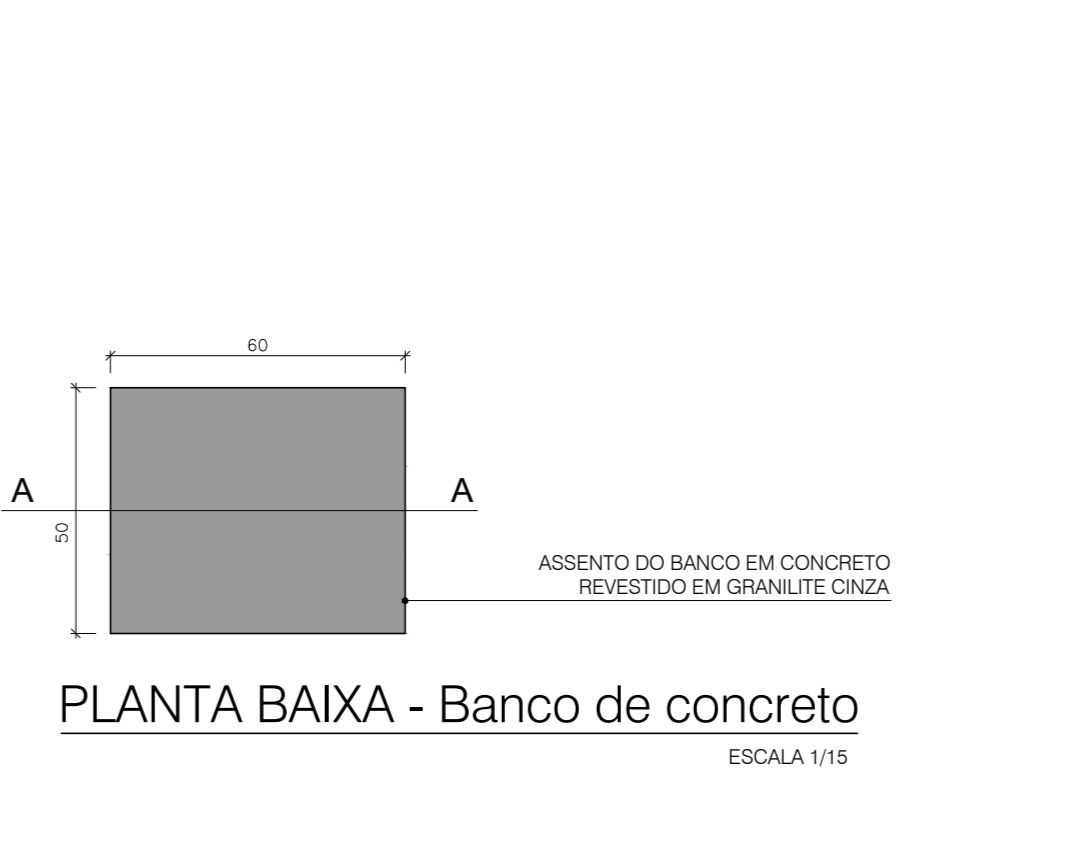 60
A
A
50
ASSENTO DO BANCO EM CONCRETO
REVESTIDO EM GRANILITE CINZA
PLANTA BAIXA - Banco de concreto
ESCALA 1/15